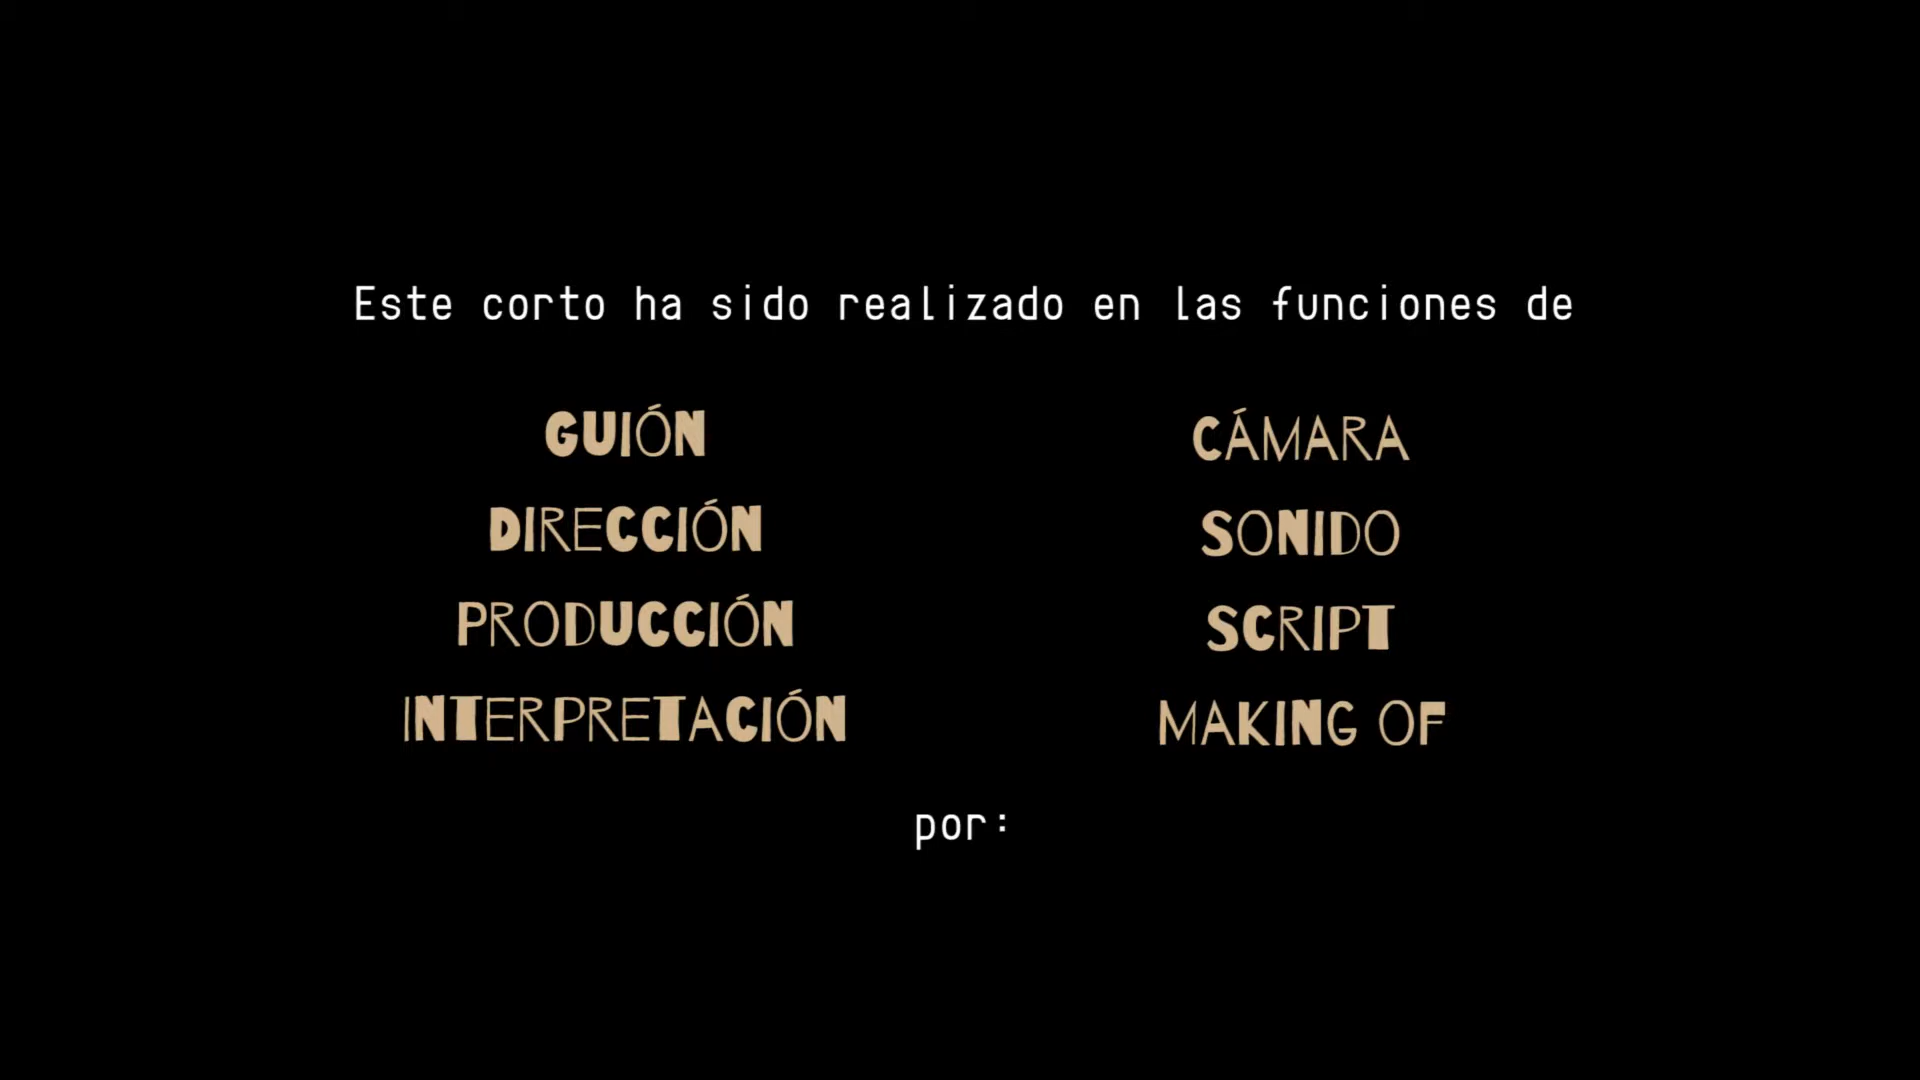 Este corto ha sido realizado en las funciones de
GUIÓN
DIRECCIÓN
PRODUCCIÓN
INTERPRETACIÓN
CÁMARA
SONIDO
SCRIPT
MAKING OF
por: